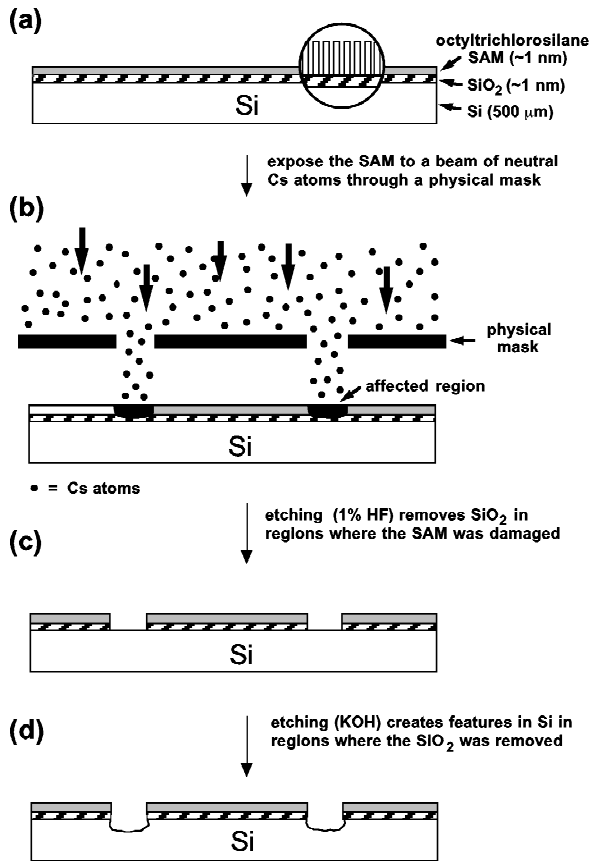 (a)
octyltrichlorosilane
SAM (~1 nm)
SiO2 (~1 nm)
Si (500 μm)
Si
expose the SAM to a beam of neutral
Cs atoms through a physical mask
(b)
physical
mask
affected region
Si
• = Cs atoms
etching (1% HF) removes SiO2 in
regions where the SAM was damaged
(c)
Si
etching (KOH) creates features in Si in
regions where the SiO2 was removed
(d)
Si